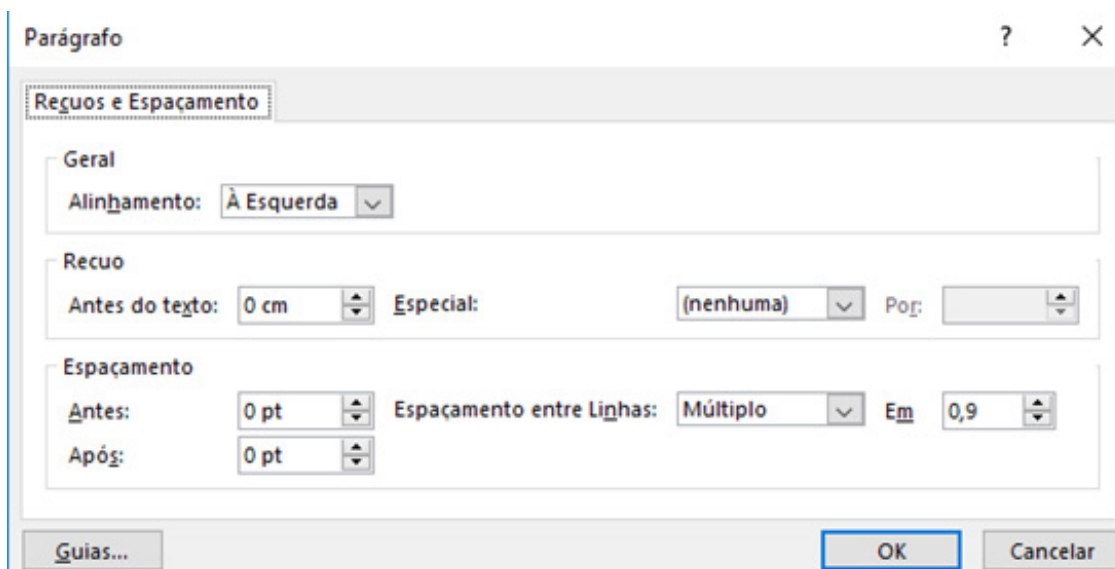 Parágrafo
Recuos e Espaçamento
Geral
Alinhamento: À Esquerda
Recuo
Antes do texto: 0 cm Especial: (nenhuma) Por:
Espaçamento
Antes: 0 pt Espaçamento entre Linhas: Múltiplo Em 0,9
Após: 0 pt
Guias... OK Cancelar